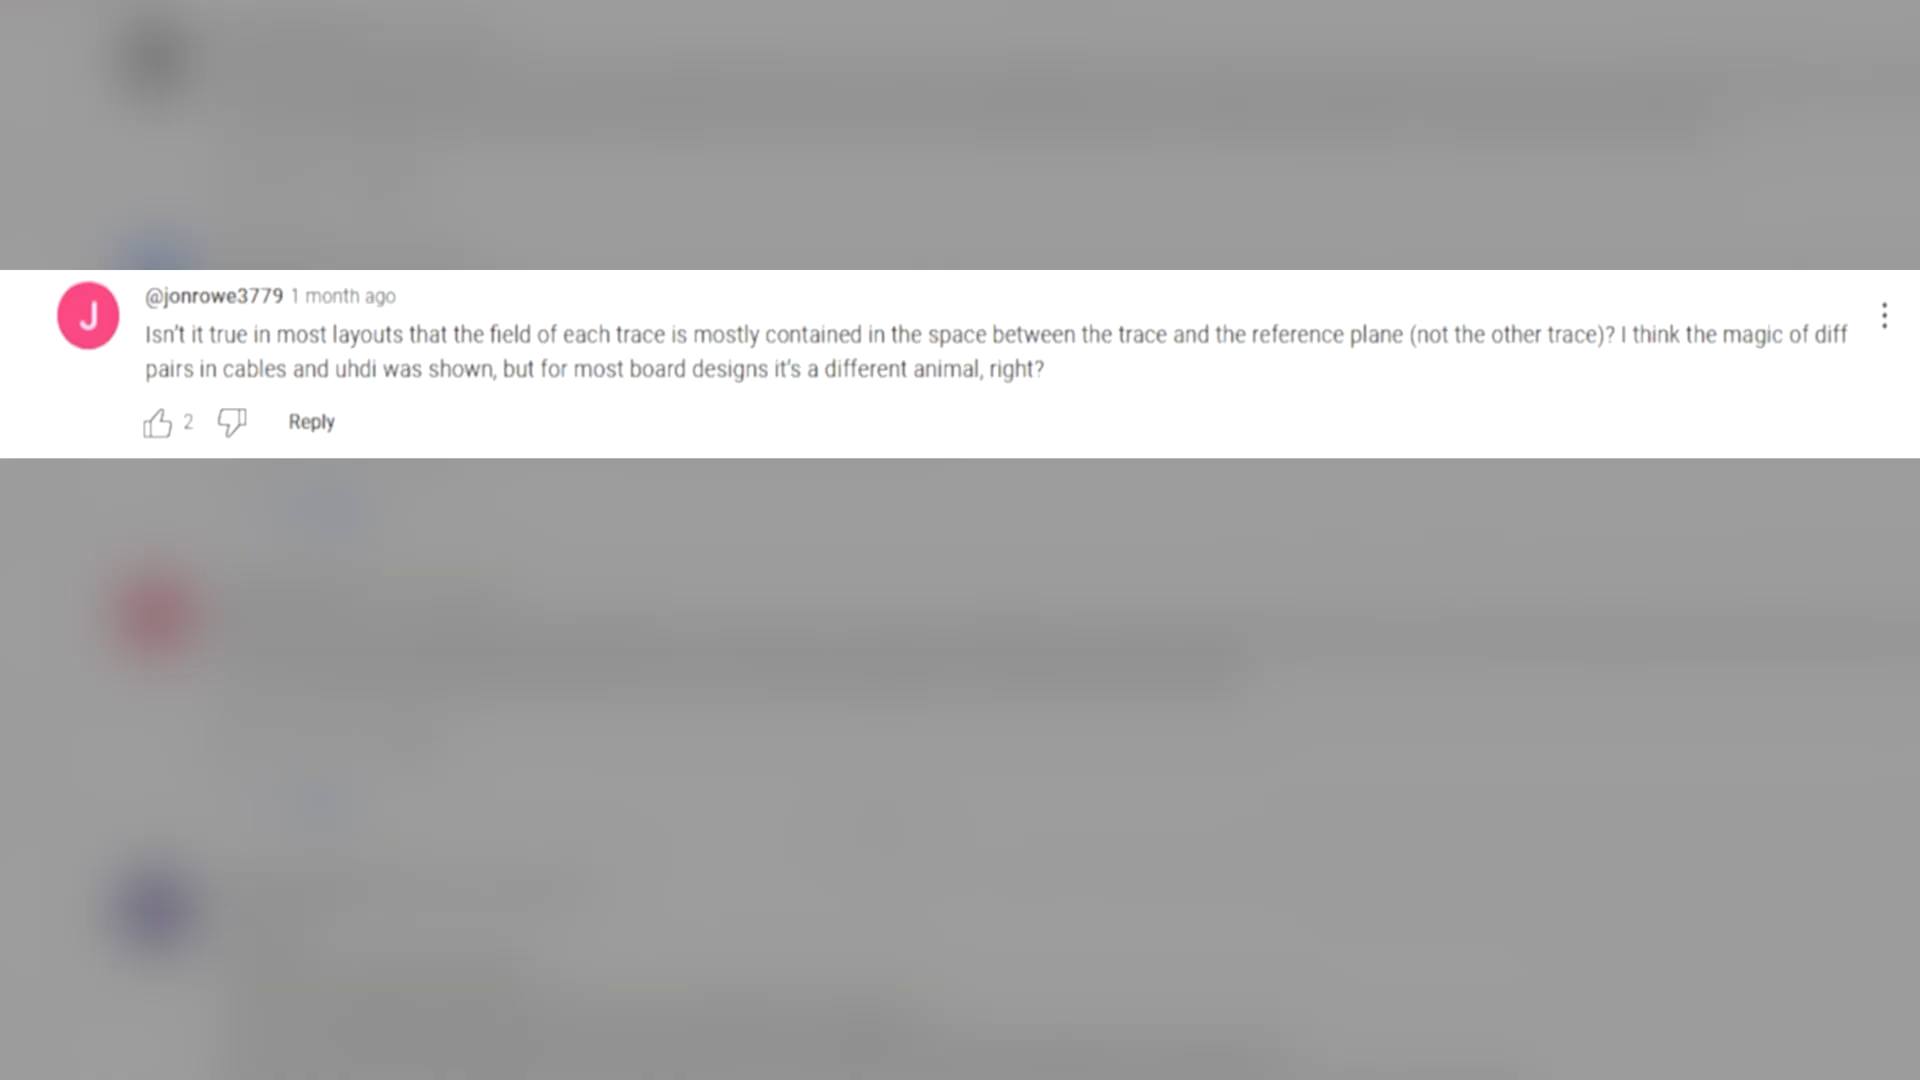 J
@jonrowe3779 1 month ago
Isn't it true in most layouts that the field of each trace is mostly contained in the space between the trace and the reference plane (not the other trace)? I think the magic of diff
pairs in cables and uhdi was shown, but for most board designs it's a different animal, right?
2
Reply